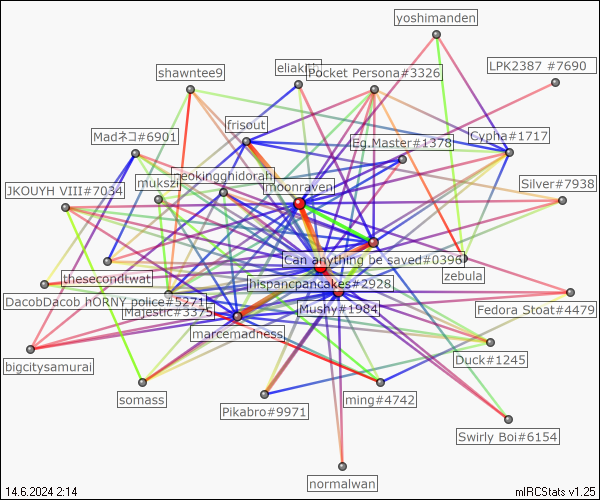 yoshimanden
LPK2387 #7690
shawntee9
eliakith
Pocket Persona#3326
frisout
Cypha#1717
Madネコ#6901
Eg.Master#1378
mukszi
neokingghidorah
JKOUYH VIII#7034
moonraven
Silver#7938
Can anything be saved#0396
thesecondtwat
zebula
hispancpancakes#2928
DacobDacob hORNY police#5271
Majestic#3375
Mushy#1984
Fedora Stoat#4479
marcemadness
bigcitysamurai
Duck#1245
somass
Pikabro#9971
ming#4742
Swirly Boi#6154
normalwan
14.6.2024 2:14
mIRCStats v1.25